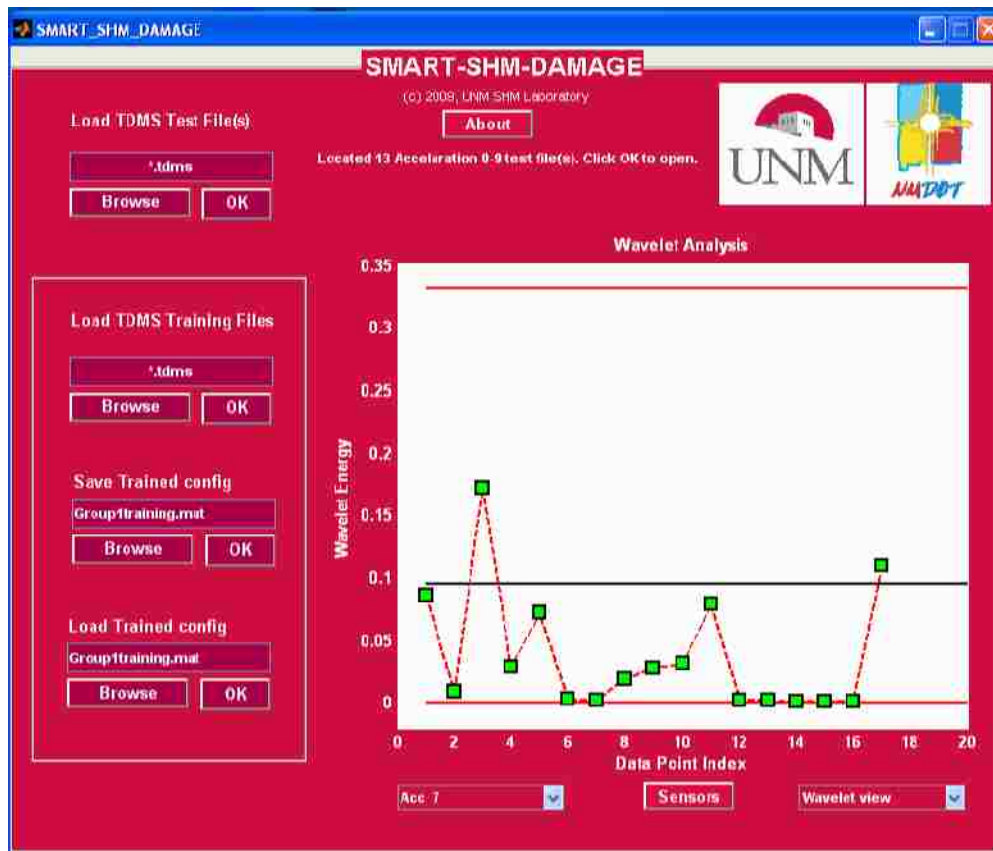 SMART_SHM_DAMAGE
SMART-SHM-DAMAGE
(c) 2009, UNM SHM Laboratory
About
Located 13 Acceleration 0-9 test file(s). Click OK to open.
UNM
NMDOT
Load TDMS Test File(s)
*.tdms
Browse
OK
Load TDMS Training Files
*.tdms
Browse
OK
Save Trained config
Group1training.mat
Browse
OK
Load Trained config
Group1training.mat
Browse
OK
Wavelet Analysis
Wavelet Energy
0.35
0.3
0.25
0.2
0.15
0.1
0.05
0
0 2 4 6 8 10 12 14 16 18 20
Data Point Index
Acc 7
Sensors
Wavelet view